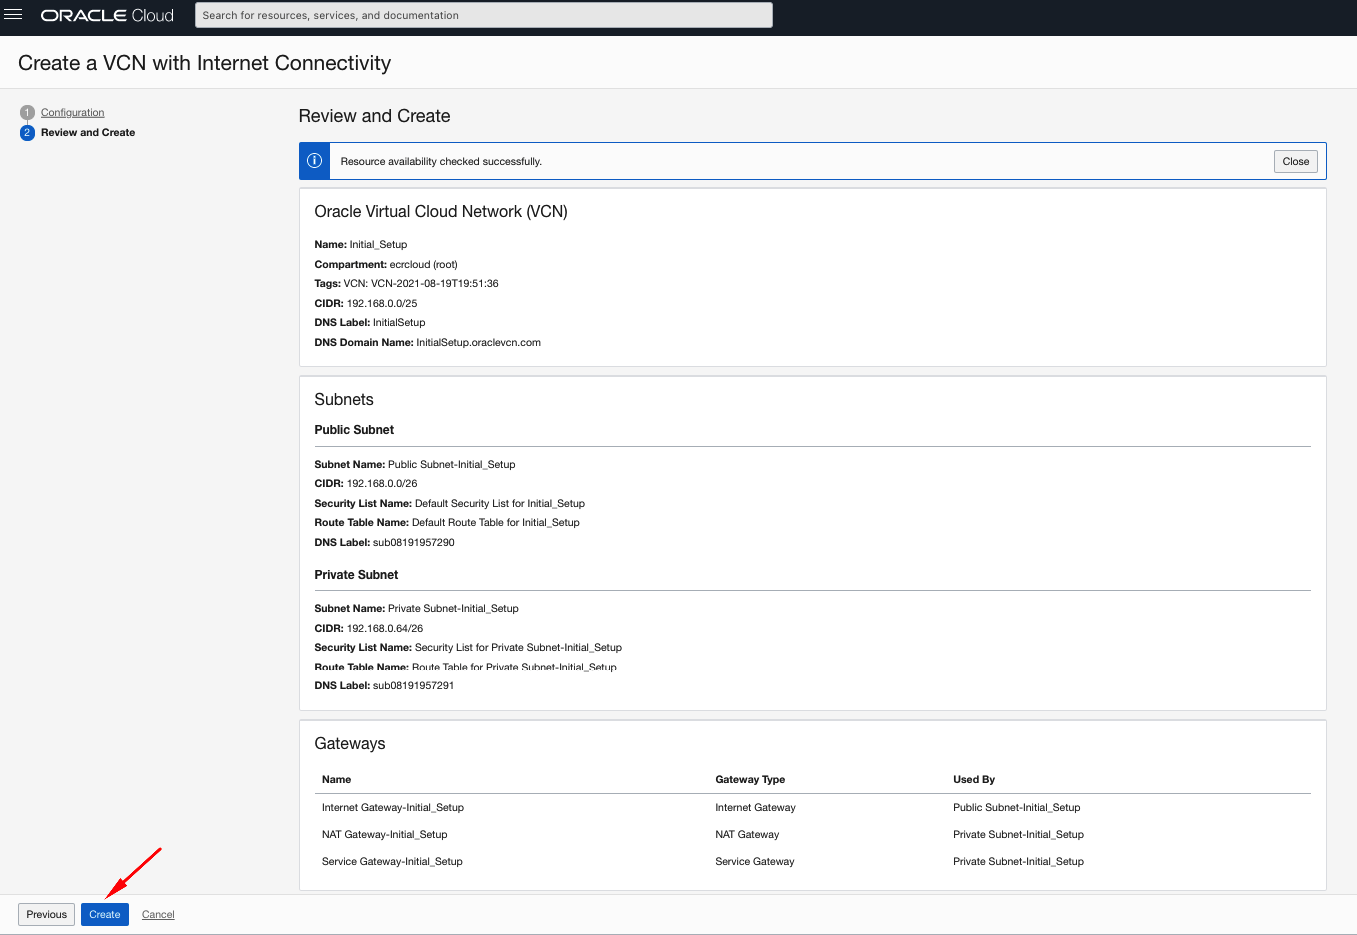 ORACLE Cloud
Search for resources, services, and documentation
Create a VCN with Internet Connectivity
1 Configuration
2 Review and Create
Review and Create
Resource availability checked successfully.
Close
Oracle Virtual Cloud Network (VCN)
Name: Initial_Setup
Compartment: ecrcloud (root)
Tags: VCN: VCN-2021-08-19T19:51:36
CIDR: 192.168.0.0/25
DNS Label: InitialSetup
DNS Domain Name: InitialSetup.oraclevcn.com
Subnets
Public Subnet
Subnet Name: Public Subnet-Initial_Setup
CIDR: 192.168.0.0/26
Security List Name: Default Security List for Initial_Setup
Route Table Name: Default Route Table for Initial_Setup
DNS Label: sub08191957290
Private Subnet
Subnet Name: Private Subnet-Initial_Setup
CIDR: 192.168.0.64/26
Security List Name: Security List for Private Subnet-Initial_Setup
Route Table Name: Route Table for Private Subnet-Initial_Setup
DNS Label: sub08191957291
Gateways
Name Gateway Type Used By
Internet Gateway-Initial_Setup Internet Gateway Public Subnet-Initial_Setup
NAT Gateway-Initial_Setup NAT Gateway Private Subnet-Initial_Setup
Service Gateway-Initial_Setup Service Gateway Private Subnet-Initial_Setup
Previous Create Cancel